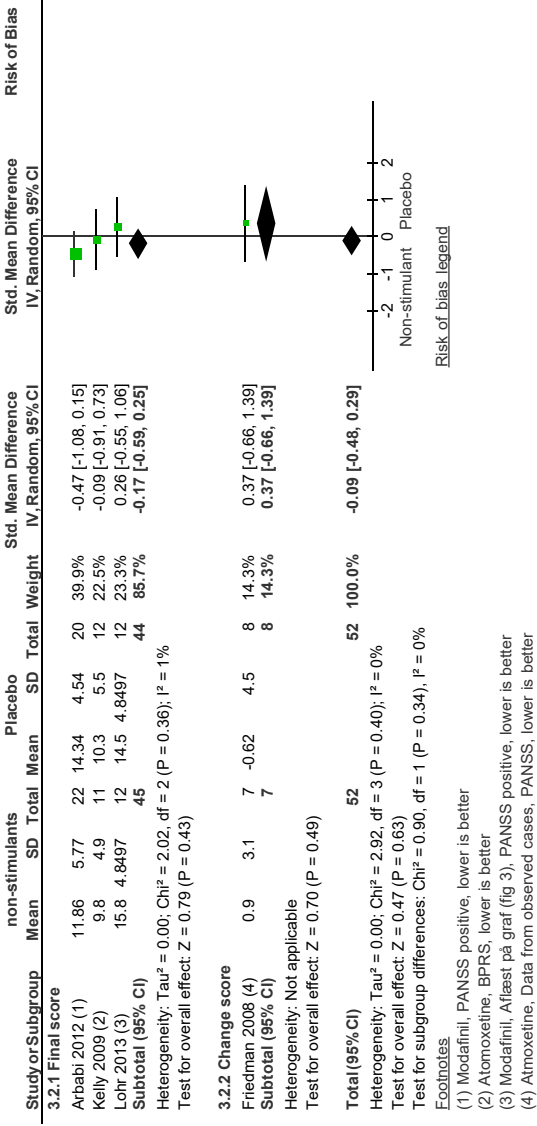 non-stimulants Placebo Std. Mean Difference Std. Mean Difference Risk of Bias
Study or Subgroup Mean SD Total Mean SD Total Weight IV, Random, 95% CI IV, Random, 95% CI
3.2.1 Final score
Arbabi 2012 (1) 11.86 5.77 22 14.34 4.54 20 39.9% -0.47 [-1.08, 0.15]
Kelly 2009 (2) 9.8 4.9 11 10.3 5.5 12 22.5% -0.09 [-0.91, 0.73]
Lohr 2013 (3) 15.8 4.8497 12 14.5 4.8497 12 23.3% 0.26 [-0.55, 1.06]
Subtotal (95% CI) 45 44 85.7% -0.17 [-0.59, 0.25]
Heterogeneity: Tau² = 0.00; Chi² = 2.02, df = 2 (P = 0.36); I² = 1%
Test for overall effect: Z = 0.79 (P = 0.43)
3.2.2 Change score
Friedman 2008 (4) 0.9 3.1 7 -0.62 4.5 8 14.3% 0.37 [-0.66, 1.39]
Subtotal (95% CI) 7 8 14.3% 0.37 [-0.66, 1.39]
Heterogeneity: Not applicable
Test for overall effect: Z = 0.70 (P = 0.49)
Total (95% CI) 52 52 100.0% -0.09 [-0.48, 0.29]
Heterogeneity: Tau² = 0.00; Chi² = 2.92, df = 3 (P = 0.40); I² = 0%
Test for overall effect: Z = 0.47 (P = 0.63)
Test for subgroup differences: Chi² = 0.90, df = 1 (P = 0.34), I² = 0%
-2 -1 0 1 2
Non-stimulant Placebo
Footnotes
Risk of bias legend
(1) Modafinil, PANSS positive, lower is better
(2) Atomoxetine, BPRS, lower is better
(3) Modafinil, Aflæst på graf (fig 3), PANSS positive, lower is better
(4) Atmoxetine, Data from observed cases, PANSS, lower is better